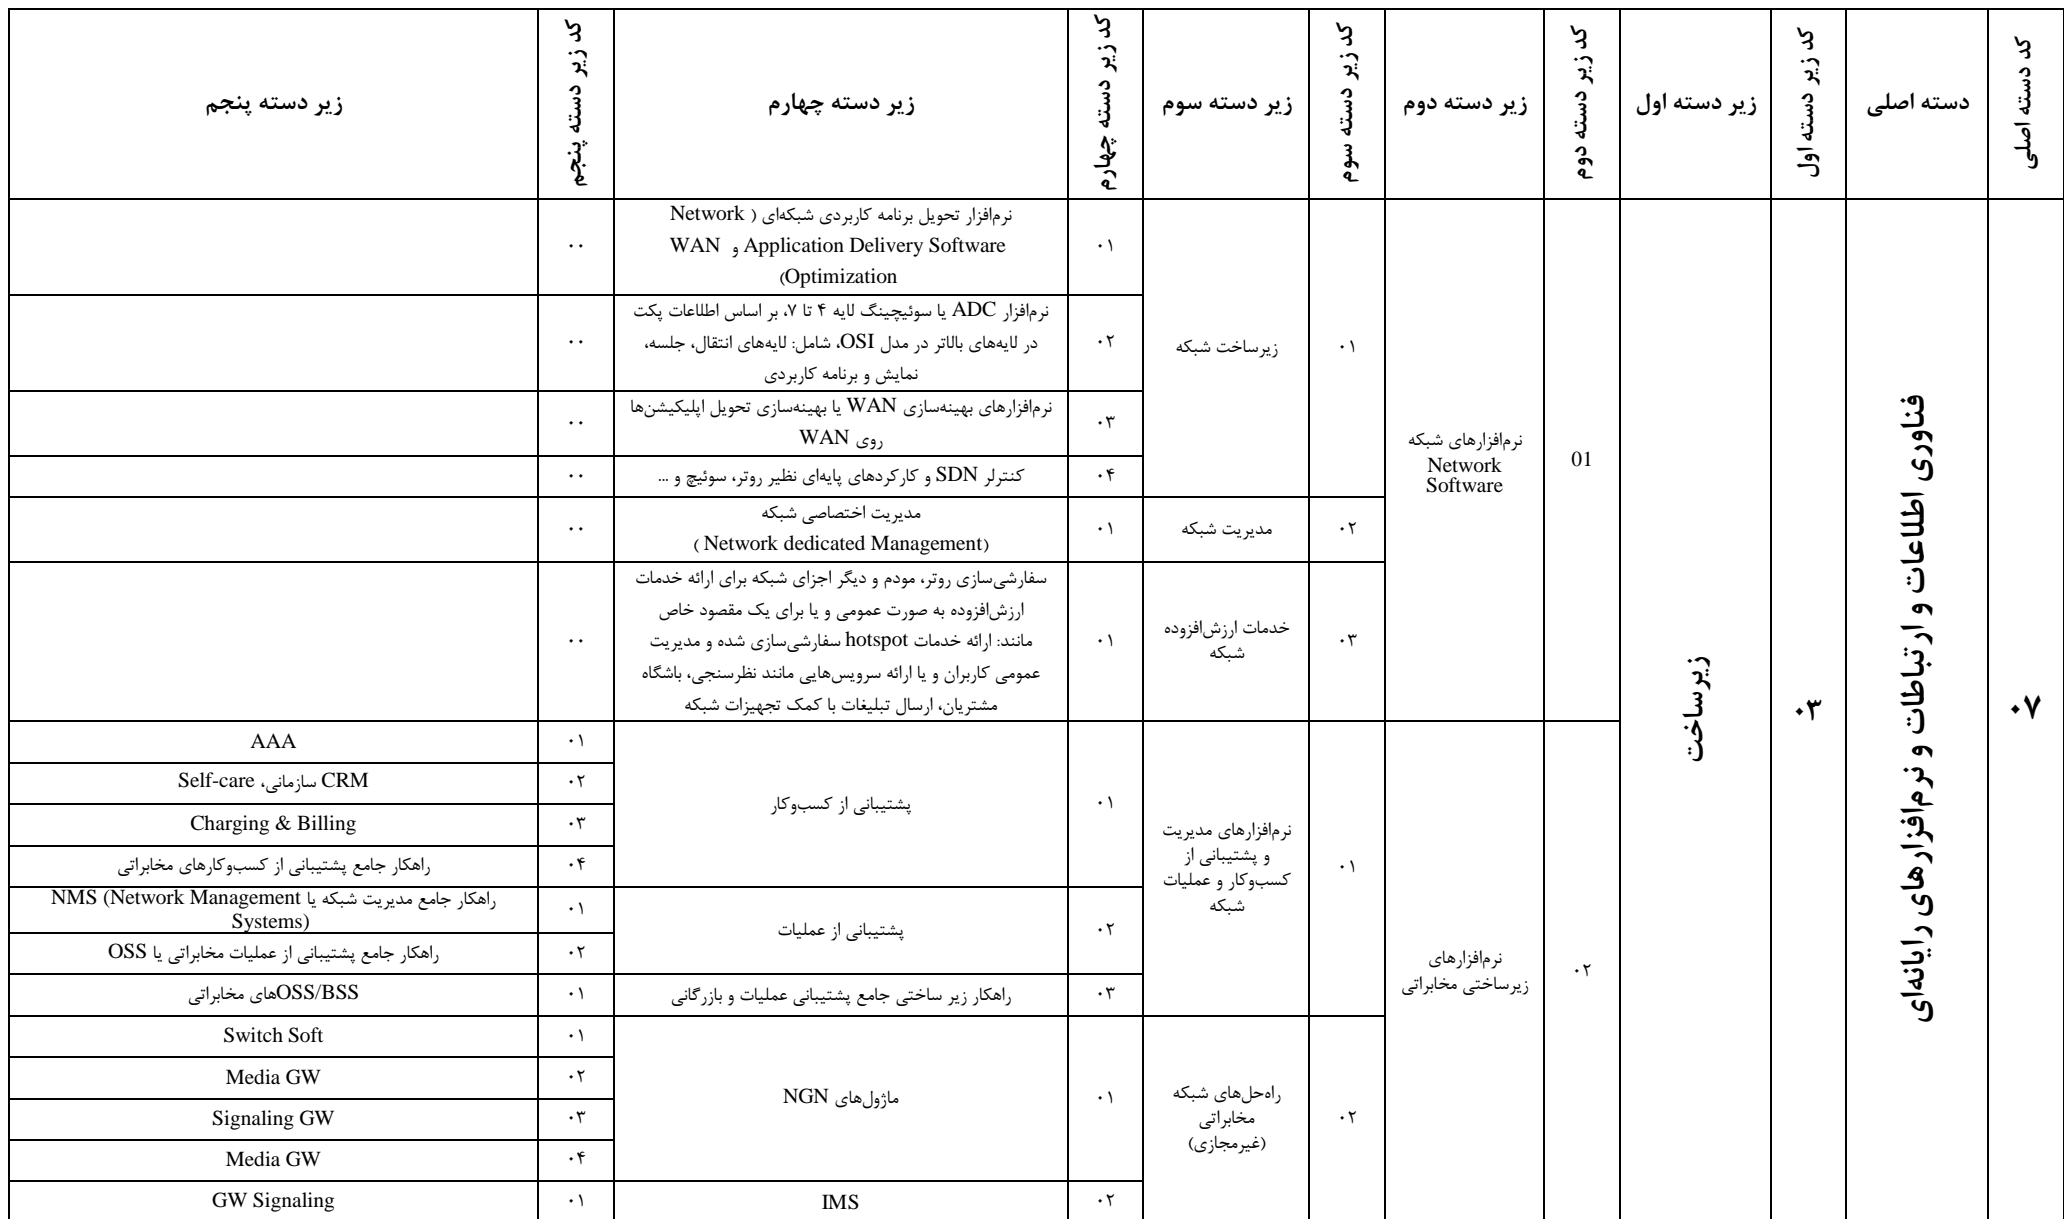 کد دسته اصلی
دسته اصلی
کد زیر دسته اول
زیر دسته اول
کد زیر دسته دوم
زیر دسته دوم
کد زیر دسته سوم
زیر دسته سوم
کد زیر دسته چهارم
زیر دسته چهارم
کد زیر دسته پنجم
زیر دسته پنجم
۰۷
فناوری اطلاعات و ارتباطات و نرم‌افزارهای رایانه‌ای
۰۳
زیرساخت
01
نرم‌افزارهای شبکه
Network
Software
۰۱
زیرساخت شبکه
۰۱
نرم‌افزار تحویل برنامه کاربردی شبکه‌ای ( Network
Application Delivery Software و WAN
Optimization)
۰۰
۰۲
نرم‌افزار ADC یا سوئیچینگ لایه ۴ تا ۷، بر اساس اطلاعات پکت
در لایه‌های بالاتر در مدل OSI، شامل: لایه‌های انتقال، جلسه،
نمایش و برنامه کاربردی
۰۰
۰۳
نرم‌افزارهای بهینه‌سازی WAN یا بهینه‌سازی تحویل اپلیکیشن‌ها
روی WAN
۰۰
۰۴
کنترلر SDN و کارکردهای پایه‌ای نظیر روتر، سوئیچ و ...
۰۰
۰۲
مدیریت شبکه
۰۱
مدیریت اختصاصی شبکه
(Network dedicated Management )
۰۰
۰۳
خدمات ارزش‌افزوده
شبکه
۰۱
سفارشی‌سازی روتر، مودم و دیگر اجزای شبکه برای ارائه خدمات
ارزش‌افزوده به صورت عمومی و یا برای یک مقصود خاص
مانند: ارائه خدمات hotspot سفارشی‌سازی شده و مدیریت
عمومی کاربران و یا ارائه سرویس‌هایی مانند نظرسنجی، باشگاه
مشتریان، ارسال تبلیغات با کمک تجهیزات شبکه
۰۰
۰۲
نرم‌افزارهای
زیرساختی مخابراتی
۰۱
نرم‌افزارهای مدیریت
و پشتیبانی از
کسب‌وکار و عملیات
شبکه
۰۱
پشتیبانی از کسب‌وکار
۰۱
AAA
۰۲
CRM سازمانی، Self-care
۰۳
Charging & Billing
۰۴
راهکار جامع پشتیبانی از کسب‌وکارهای مخابراتی
۰۲
پشتیبانی از عملیات
۰۱
راهکار جامع مدیریت شبکه یا NMS (Network Management
Systems)
۰۲
راهکار جامع پشتیبانی از عملیات مخابراتی یا OSS
۰۳
راهکار زیر ساختی جامع پشتیبانی عملیات و بازرگانی
۰۱
OSS/BSSهای مخابراتی
۰۲
راه‌حل‌های شبکه
مخابراتی
(غیرمجازی)
۰۱
ماژول‌های NGN
۰۱
Switch Soft
۰۲
Media GW
۰۳
Signaling GW
۰۴
Media GW
۰۲
IMS
۰۱
GW Signaling